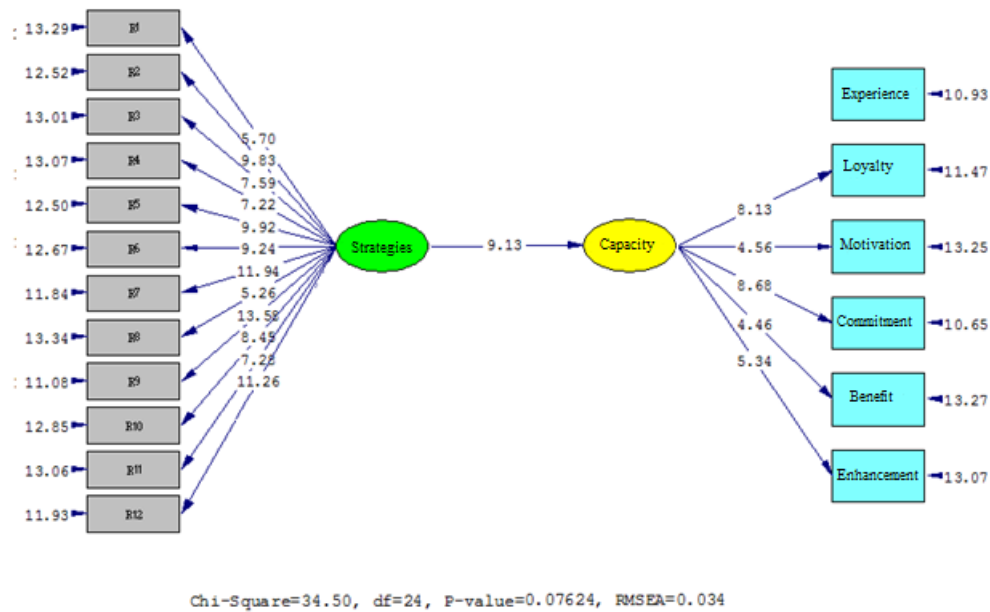 13.29 R1
12.52 R2
13.01 R3
13.07 R4
12.50 R5
12.67 R6
11.84 R7
13.34 R8
11.08 R9
12.85 R10
13.06 R11
11.93 R12
5.70
9.83
7.59
7.22
9.92
9.24
11.94
5.26
13.58
8.45
7.28
11.26
Strategies
9.13
Capacity
8.13
4.56
8.68
4.46
5.34
Experience 10.93
Loyalty 11.47
Motivation 13.25
Commitment 10.65
Benefit 13.27
Enhancement 13.07
Chi-Square=34.50, df=24, P-value=0.07624, RMSEA=0.034